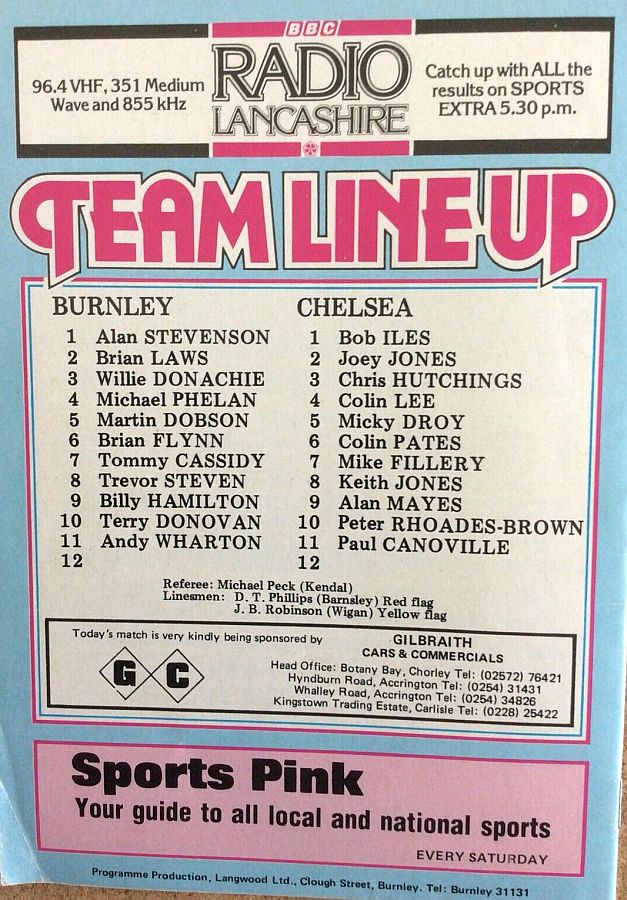 BBC
RADIO
LANCASHIRE
96.4 VHF, 351 Medium
Wave and 855 kHz
Catch up with ALL the
results on SPORTS
EXTRA 5.30 p.m.
TEAM LINE-UP
BURNLEY
1 Alan STEVENSON
2 Brian LAWS
3 Willie DONACHIE
4 Michael PHELAN
5 Martin DOBSON
6 Brian FLYNN
7 Tommy CASSIDY
8 Trevor STEVEN
9 Billy HAMILTON
10 Terry DONOVAN
11 Andy WHARTON
12
CHELSEA
1 Bob ILES
2 Joey JONES
3 Chris HUTCHINGS
4 Colin LEE
5 Micky DROY
6 Colin PATES
7 Mike FILLERY
8 Keith JONES
9 Alan MAYES
10 Peter RHOADES-BROWN
11 Paul CANOVILLE
12
Referee: Michael Peck (Kendal)
Linesmen: D. T. Phillips (Barnsley) Red flag
J. B. Robinson (Wigan) Yellow flag
Today's match is very kindly being sponsored by
G C
GILBRAITH
CARS & COMMERCIALS
Head Office: Botany Bay, Chorley Tel: (02572) 76421
Hyndburn Road, Accrington Tel: (0254) 31431
Whalley Road, Accrington Tel: (0254) 34826
Kingstown Trading Estate, Carlisle Tel: (0228) 25422
Sports Pink
Your guide to all local and national sports
EVERY SATURDAY
Programme Production, Langwood Ltd., Clough Street, Burnley. Tel: Burnley 31131